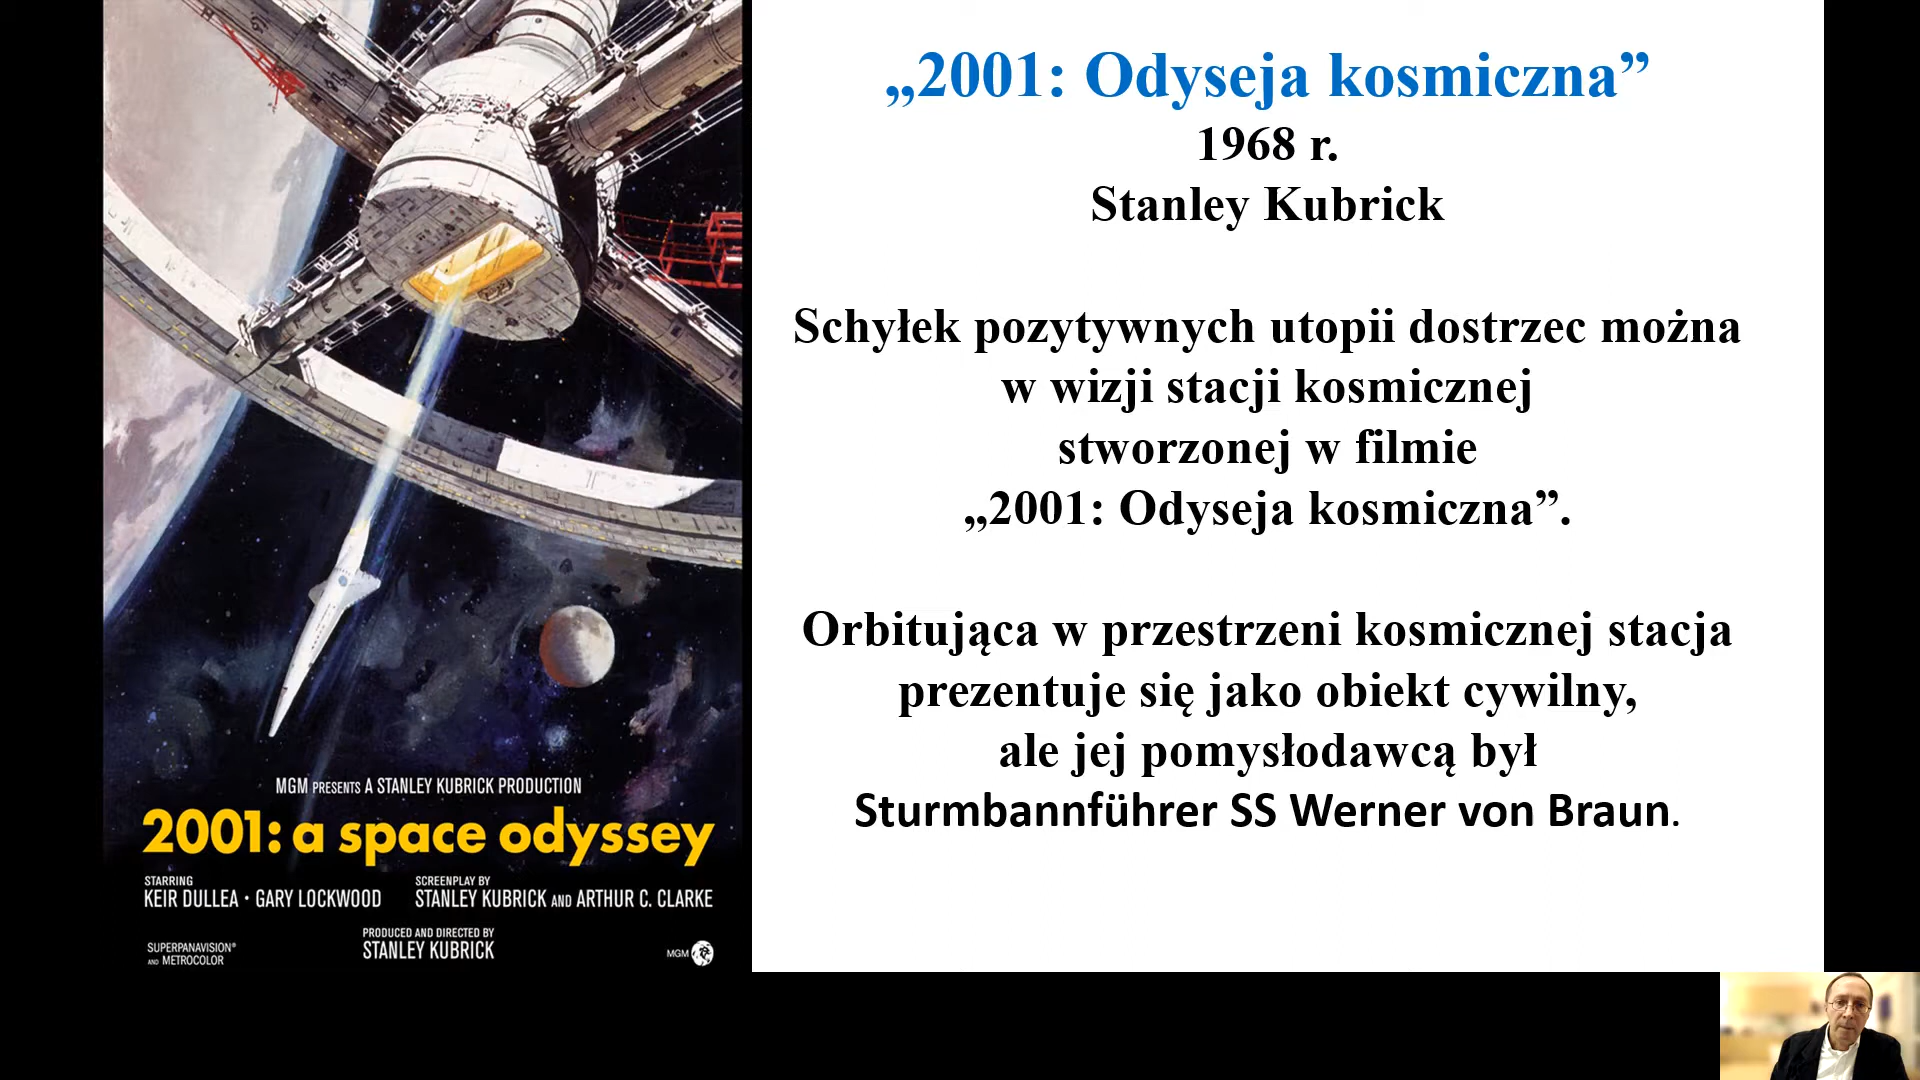 MGM PRESENTS A STANLEY KUBRICK PRODUCTION
2001: a space odyssey
STARRING
KEIR DULLEA • GARY LOCKWOOD
SCREENPLAY BY
STANLEY KUBRICK AND ARTHUR C. CLARKE
PRODUCED AND DIRECTED BY
STANLEY KUBRICK
SUPERPANAVISION®
AND METROCOLOR
MGM
„2001: Odyseja kosmiczna”
1968 r.
Stanley Kubrick
Schyłek pozytywnych utopii dostrzec można
w wizji stacji kosmicznej
stworzonej w filmie
„2001: Odyseja kosmiczna”.
Orbitująca w przestrzeni kosmicznej stacja
prezentuje się jako obiekt cywilny,
ale jej pomysłodawcą był
Sturmbannführer SS Werner von Braun.